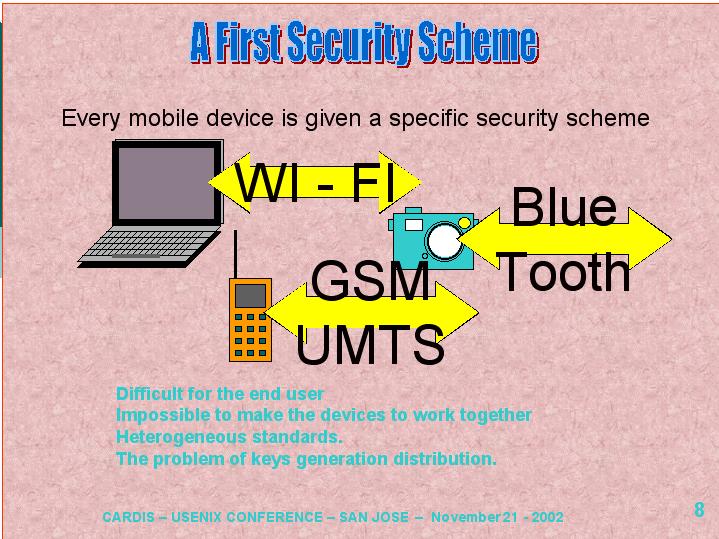 A First Security Scheme
Every mobile device is given a specific security scheme
WI - FI
Blue
Tooth
GSM
UMTS
Difficult for the end user
Impossible to make the devices to work together
Heterogeneous standards.
The problem of keys generation distribution.
CARDIS – USENIX CONFERENCE – SAN JOSE – November 21 - 2002
8